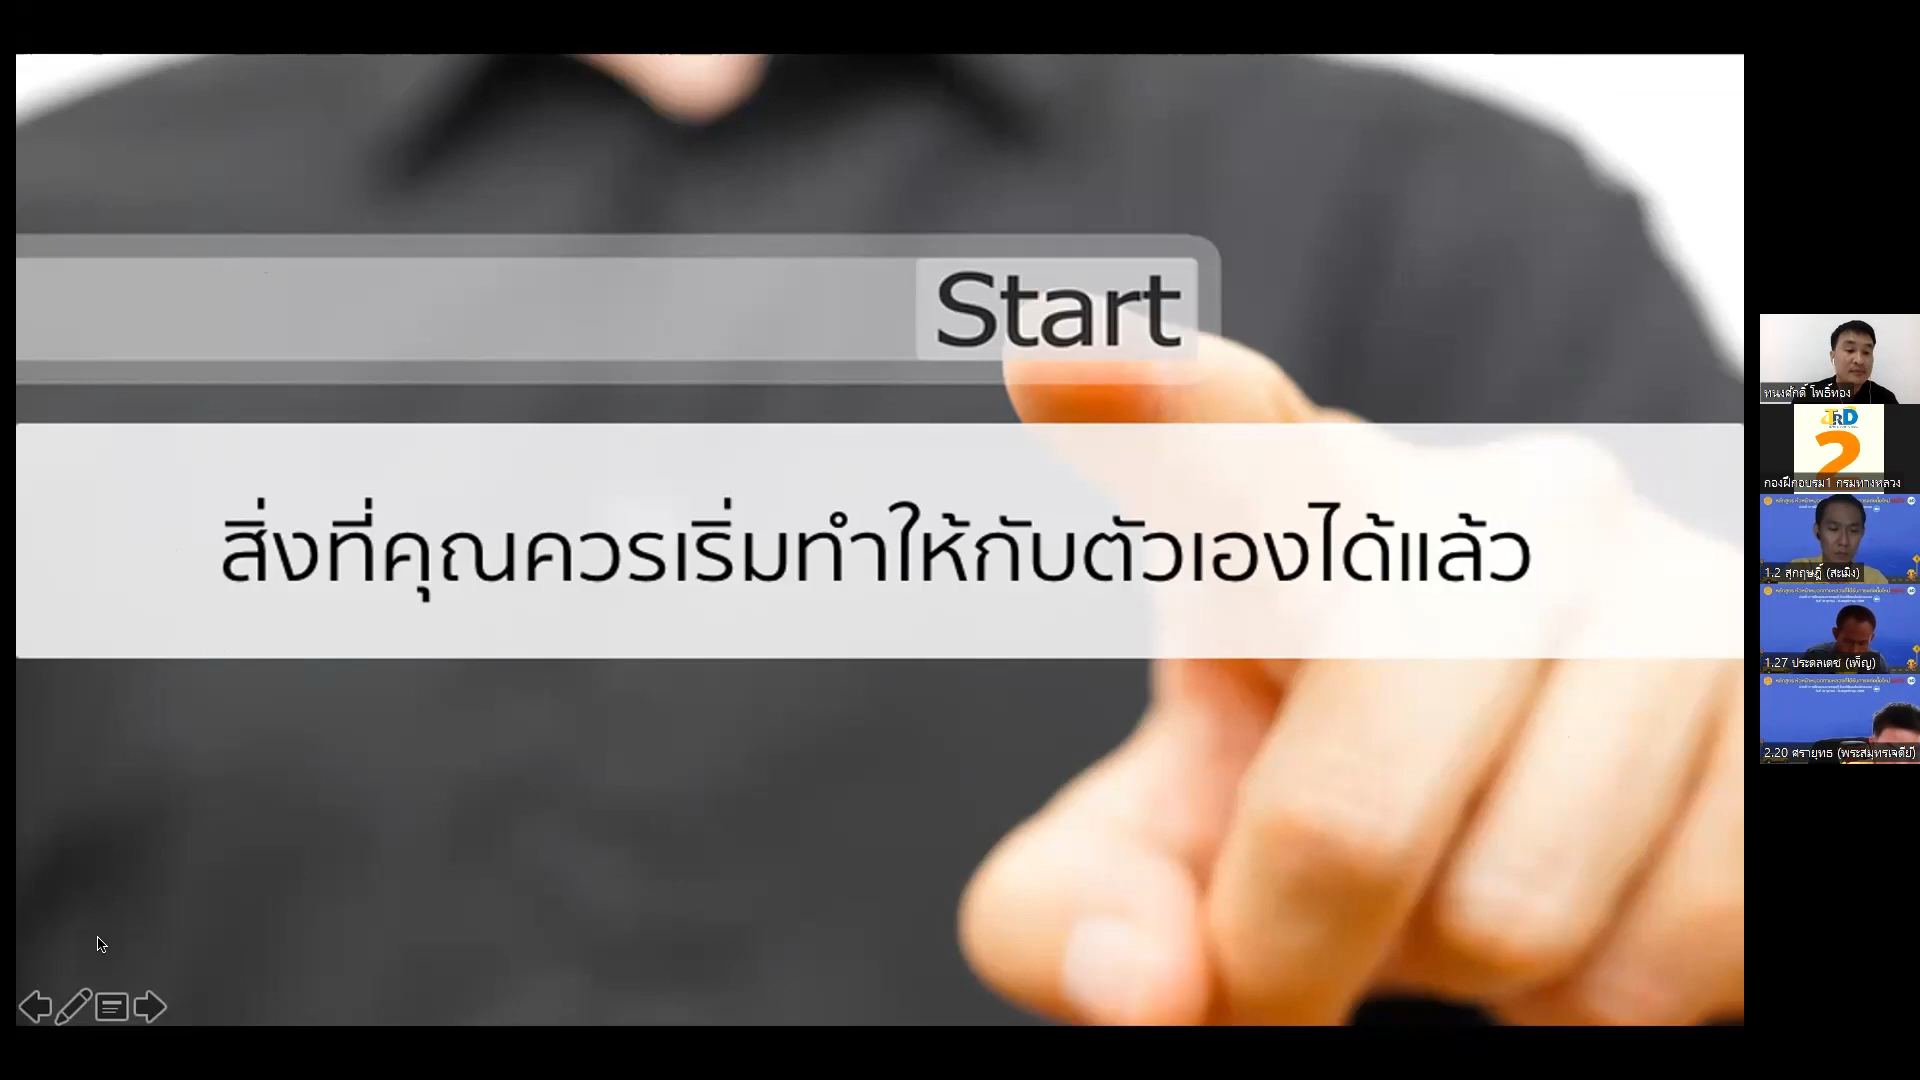 Start
สิ่งที่คุณควรเริ่มทำให้กับตัวเองได้แล้ว
ทนงศักดิ์ โพธิ์ทอง
TRD
2
กองฝึกอบรม1 กรมทางหลวง
1.2 สุกฤษฎิ์ (สะเมิง)
1.27 ประดลเดช (เพ็ญ)
2.20 ศรายุทธ (พระสมุทรเจดีย์)